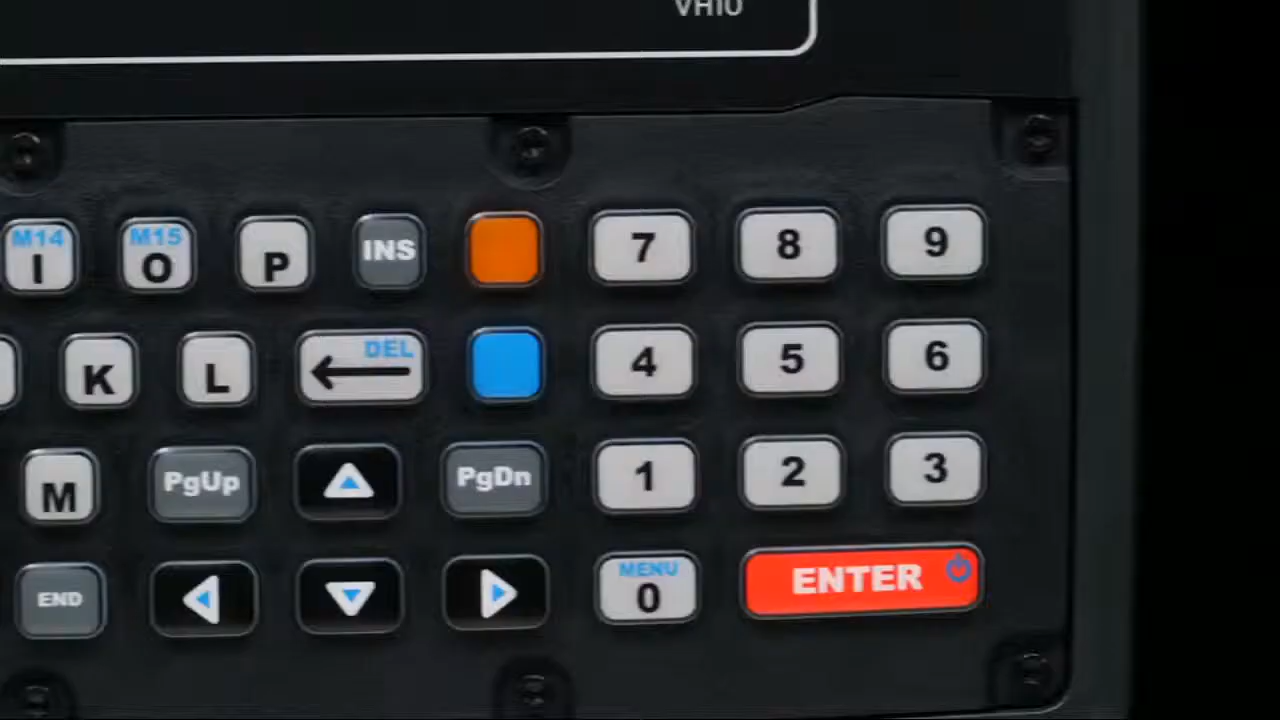 VH10
M14 M15
I O P INS 7 8 9
DEL
K L 4 5 6
M PgUp PgDn 1 2 3
MENU
END 0 ENTER